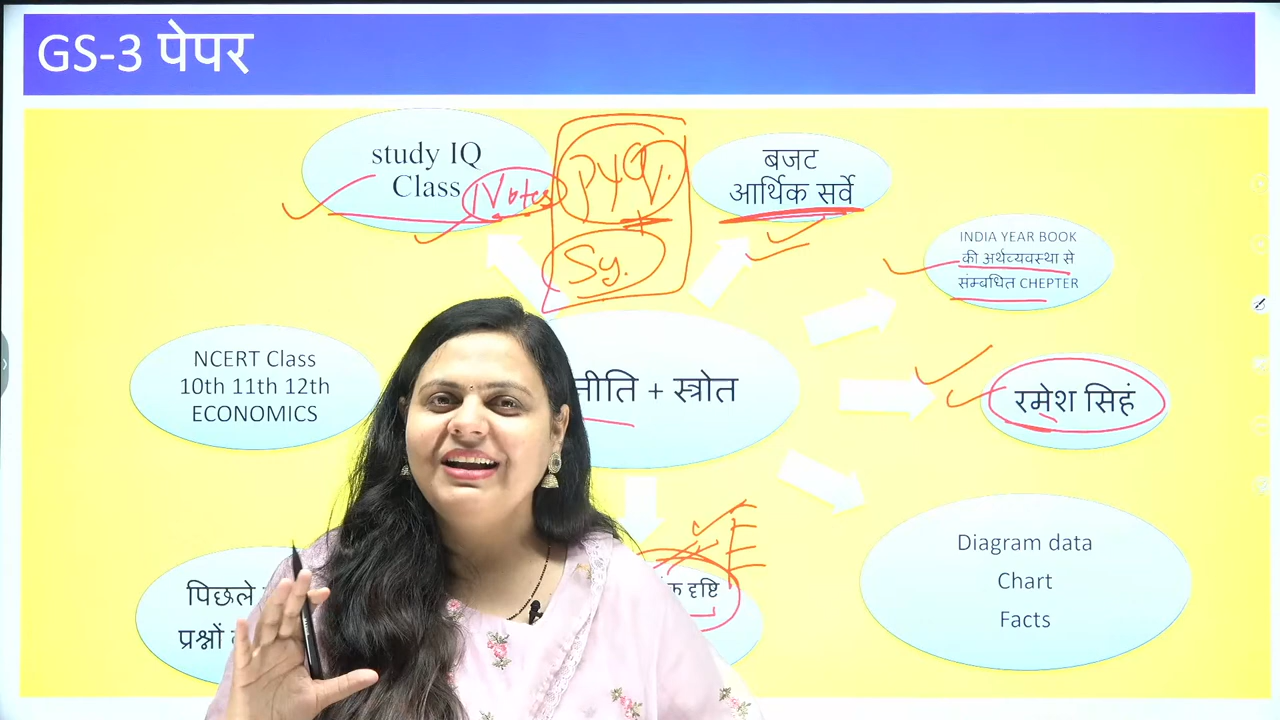 GS-3 पेपर
study IQ
Class
Notes
PYQ.
Sy.
बजट
आर्थिक सर्वे
INDIA YEAR BOOK
की अर्थव्यवस्था से
संम्बधित CHEPTER
NCERT Class
10th 11th 12th
ECONOMICS
नीति + स्त्रोत
रमेश सिहं
Diagram data
Chart
Facts
पिछले
प्रश्नों
दृष्टि